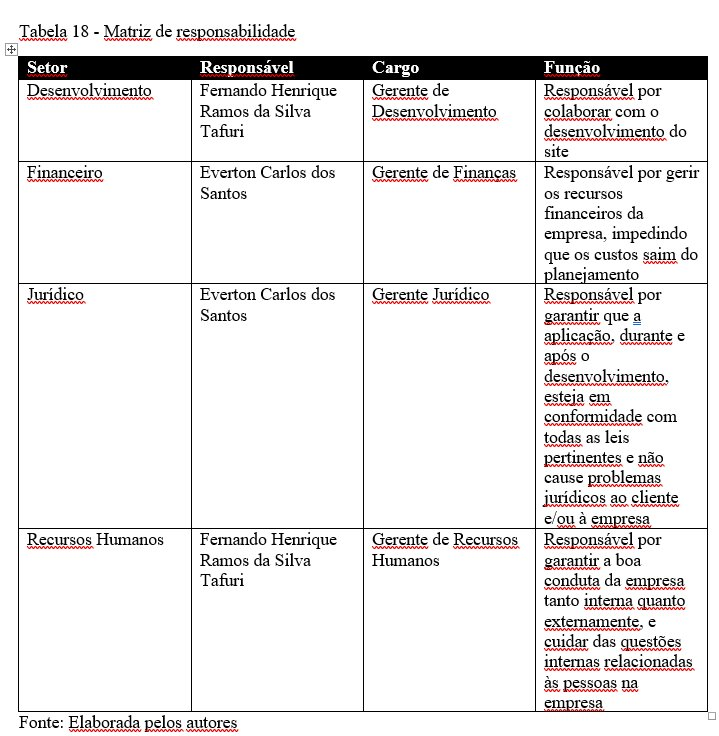 Tabela 18 - Matriz de responsabilidade
Setor Responsável Cargo Função
Desenvolvimento
Fernando Henrique
Ramos da Silva
Tafuri
Gerente de
Desenvolvimento
Responsável por
colaborar com o
desenvolvimento do
site
Financeiro
Everton Carlos dos
Santos
Gerente de Finanças
Responsável por gerir
os recursos
financeiros da
empresa, impedindo
que os custos saim do
planejamento
Jurídico
Everton Carlos dos
Santos
Gerente Jurídico
Responsável por
garantir que a
aplicação, durante e
após o
desenvolvimento,
esteja em
conformidade com
todas as leis
pertinentes e não
cause problemas
jurídicos ao cliente
e/ou à empresa
Recursos Humanos
Fernando Henrique
Ramos da Silva
Tafuri
Gerente de Recursos
Humanos
Responsável por
garantir a boa
conduta da empresa
tanto interna quanto
externamente, e
cuidar das questões
internas relacionadas
às pessoas na
empresa
Fonte: Elaborada pelos autores